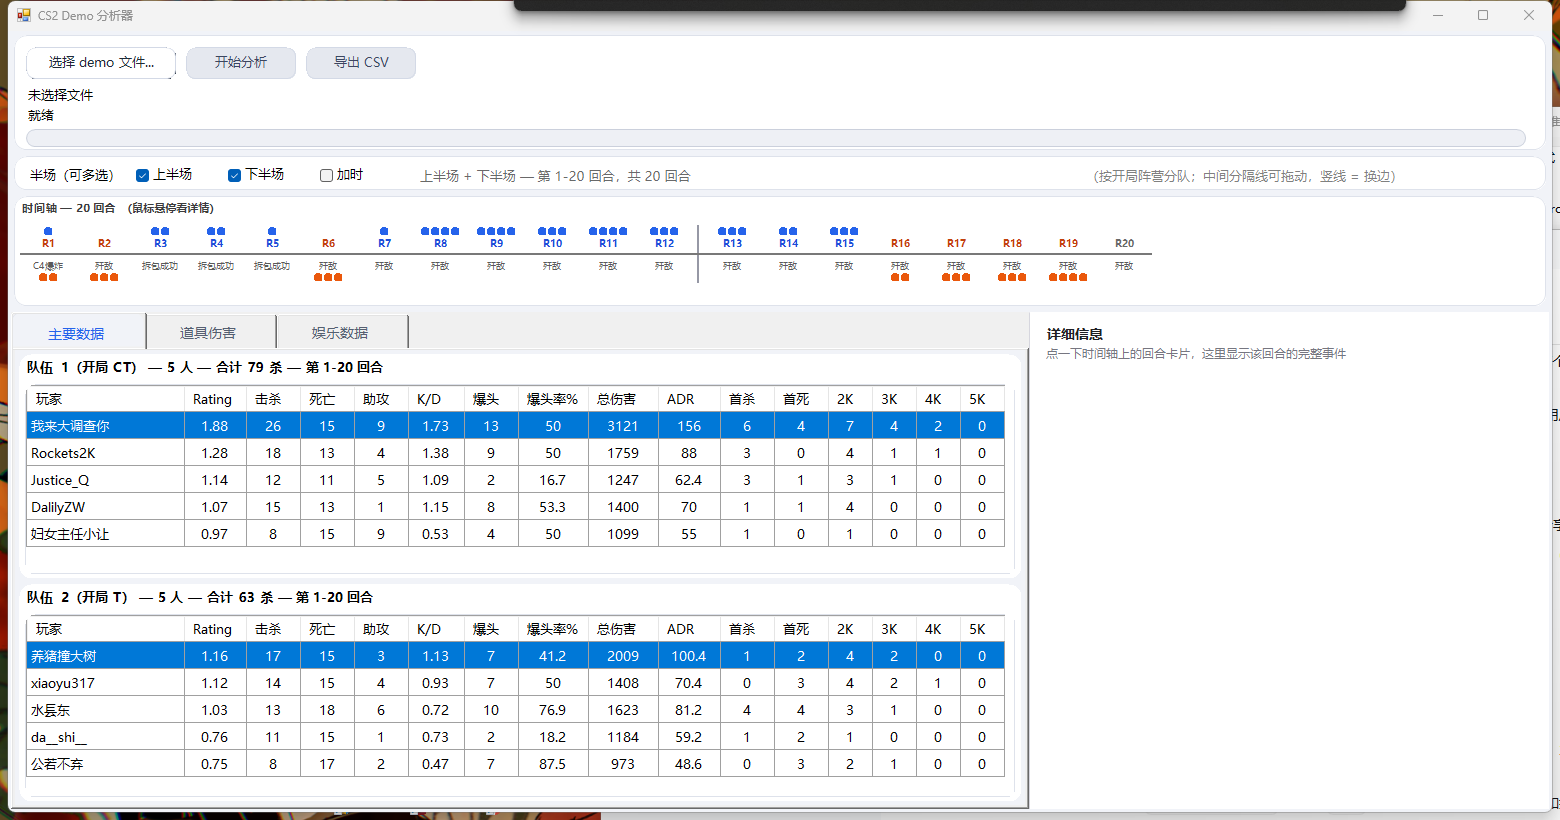 CS2 Demo 分析器
选择 demo 文件... 开始分析 导出 CSV
未选择文件
就绪
半场（可多选） 上半场 下半场 加时 上半场 + 下半场 — 第 1-20 回合，共 20 回合 （按开局阵营分队；中间分隔线可拖动，竖线 = 换边）
时间轴 — 20 回合 （鼠标悬停看详情）
R1 R2 R3 R4 R5 R6 R7 R8 R9 R10 R11 R12 R13 R14 R15 R16 R17 R18 R19 R20
C4爆炸 歼敌 拆包成功 拆包成功 拆包成功 歼敌 歼敌 歼敌 歼敌 歼敌 歼敌 歼敌 歼敌 歼敌 歼敌 歼敌 歼敌 歼敌 歼敌 歼敌
主要数据 道具伤害 娱乐数据
队伍 1（开局 CT） — 5 人 — 合计 79 杀 — 第 1-20 回合
玩家 Rating 击杀 死亡 助攻 K/D 爆头 爆头率% 总伤害 ADR 首杀 首死 2K 3K 4K 5K
我来大调查你 1.88 26 15 9 1.73 13 50 3121 156 6 4 7 4 2 0
Rockets2K 1.28 18 13 4 1.38 9 50 1759 88 3 0 4 1 1 0
Justice_Q 1.14 12 11 5 1.09 2 16.7 1247 62.4 3 1 3 1 0 0
DalilyZW 1.07 15 13 1 1.15 8 53.3 1400 70 1 1 4 0 0 0
妇女主任小让 0.97 8 15 9 0.53 4 50 1099 55 1 0 1 0 0 0
队伍 2（开局 T） — 5 人 — 合计 63 杀 — 第 1-20 回合
玩家 Rating 击杀 死亡 助攻 K/D 爆头 爆头率% 总伤害 ADR 首杀 首死 2K 3K 4K 5K
养猪撞大树 1.16 17 15 3 1.13 7 41.2 2009 100.4 1 2 4 2 0 0
xiaoyu317 1.12 14 15 4 0.93 7 50 1408 70.4 0 3 4 2 1 0
水县东 1.03 13 18 6 0.72 10 76.9 1623 81.2 4 4 3 1 0 0
da__shi__ 0.76 11 15 1 0.73 2 18.2 1184 59.2 1 2 1 0 0 0
公若不弃 0.75 8 17 2 0.47 7 87.5 973 48.6 0 3 2 1 0 0
详细信息
点一下时间轴上的回合卡片，这里显示该回合的完整事件